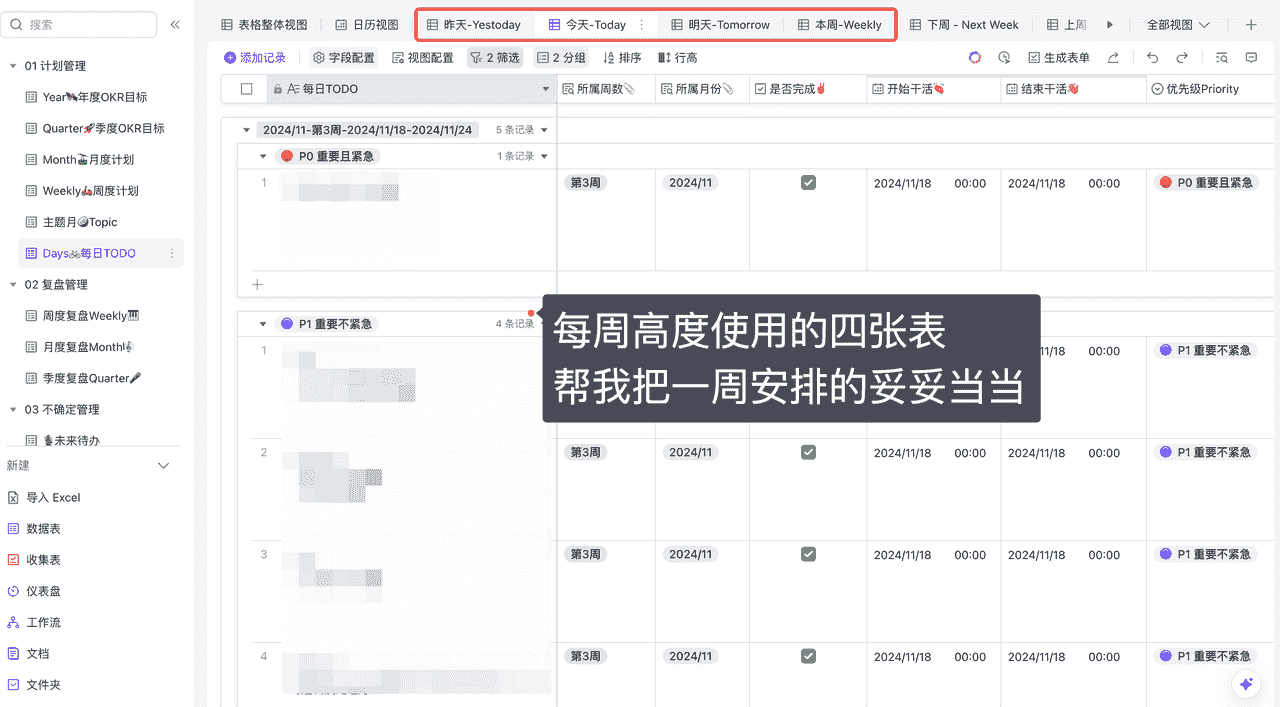 搜索
01 计划管理
Year年度OKR目标
Quarter🚀季度OKR目标
Month月度计划
Weekly🛵周度计划
主题月Topic
Days🚲每日TODO
02 复盘管理
周度复盘Weekly🎹
月度复盘Month🎼
季度复盘Quarter🎤
03 不确定管理
未来待办
新建
导入 Excel
数据表
收集表
仪表盘
工作流
文档
文件夹
表格整体视图
日历视图
昨天-Yestoday
今天-Today
明天-Tomorrow
本周-Weekly
下周 - Next Week
上周
全部视图
添加记录
字段配置
视图配置
2 筛选
2 分组
排序
行高
生成表单
每日TODO
所属周数
所属月份
是否完成✌
开始干活
结束干活
优先级Priority
2024/11-第3周-2024/11/18-2024/11/24
5 条记录
P0 重要且紧急
1 条记录
1 第3周 2024/11 2024/11/18 00:00 2024/11/18 00:00 P0 重要且紧急
P1 重要不紧急
4 条记录
每周高度使用的四张表
帮我把一周安排的妥妥当当
1 11/18 00:00 P1 重要不紧急
2 第3周 2024/11 2024/11/18 00:00 2024/11/18 00:00 P1 重要不紧急
3 第3周 2024/11 2024/11/18 00:00 2024/11/18 00:00 P1 重要不紧急
4 第3周 2024/11 2024/11/18 00:00 2024/11/18 00:00 P1 重要不紧急